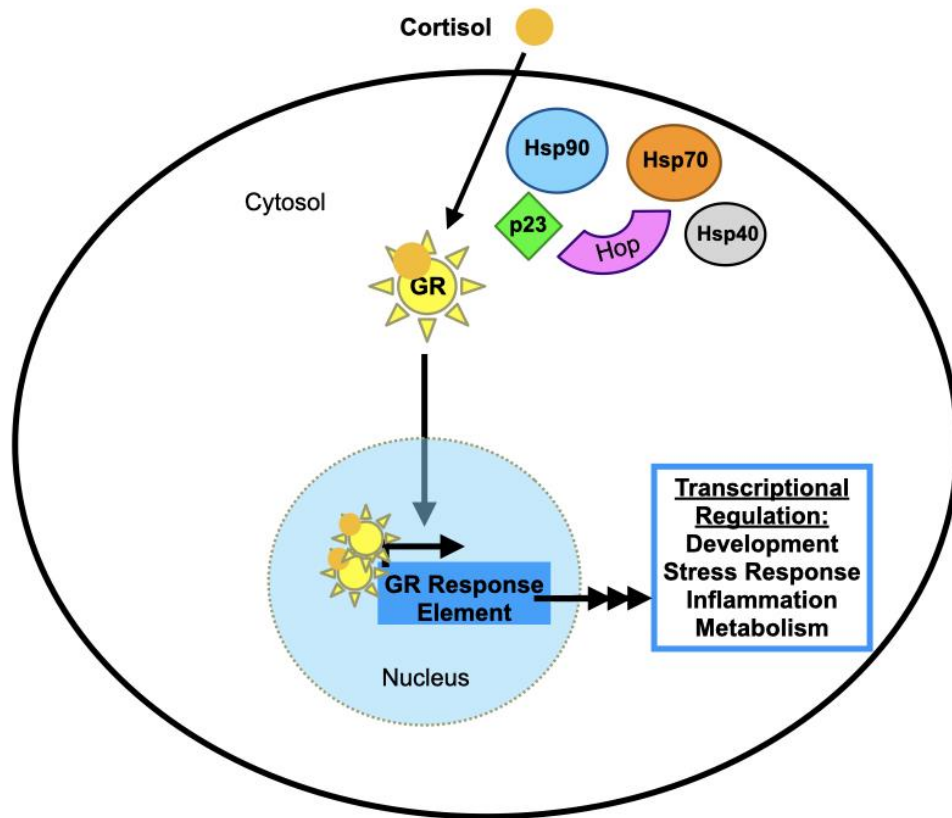 Cortisol
Hsp90
Hsp70
Cytosol
p23
Hop
Hsp40
GR
Transcriptional
Regulation:
Development
Stress Response
Inflammation
Metabolism
GR Response
Element
Nucleus